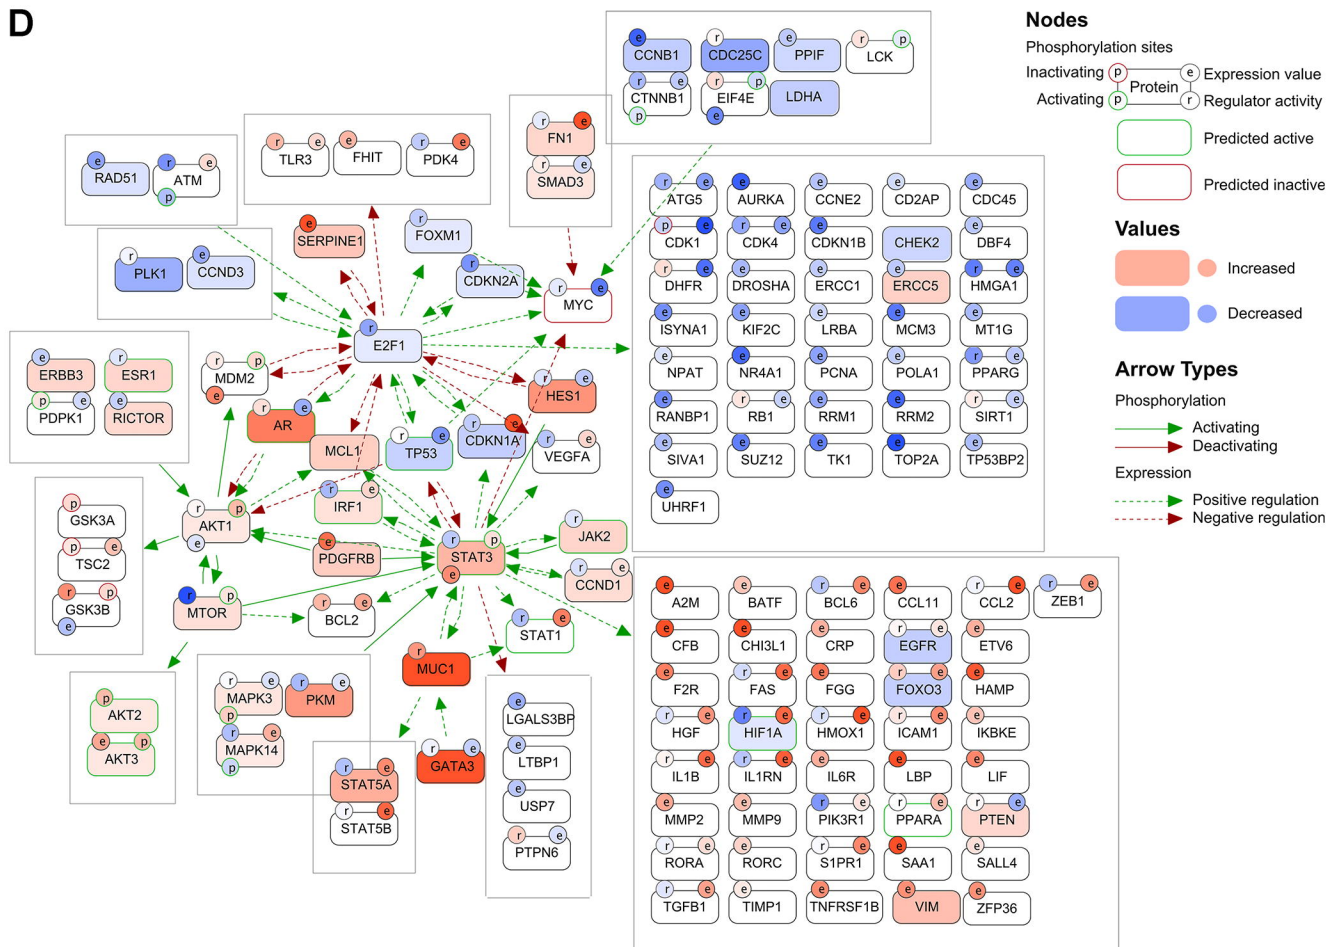 D
e
CCNB1
r
CDC25C
e
PPIF
r
p
LCK
r
e
CTNNB1
p
r
p
EIF4E
e
LDHA
r
e
FN1
r
e
SMAD3
r
e
TLR3
e
FHIT
r
e
PDK4
e
RAD51
r
e
ATM
p
r
PLK1
e
CCND3
e
SERPINE1
r
FOXM1
r
CDKN2A
r
e
MYC
r
E2F1
e
ERBB3
r
ESR1
p
PDPK1
r
e
RICTOR
r
p
MDM2
e
r
e
AR
MCL1
r
e
TP53
r
e
CDKN1A
r
e
HES1
r
e
VEGFA
r
e
IRF1
p
GSK3A
p
e
TSC2
r
p
GSK3B
e
r
p
AKT1
e
e
PDGFRB
r
p
STAT3
e
r
JAK2
r
e
CCND1
r
p
MTOR
r
e
BCL2
r
e
STAT1
p
AKT2
e
p
AKT3
r
e
MAPK3
p
r
e
PKM
r
e
MAPK14
p
r
MUC1
r
e
GATA3
r
e
STAT5A
r
e
STAT5B
e
LGALS3BP
e
LTBP1
e
USP7
r
e
PTPN6
r
e
ATG5
e
AURKA
e
CCNE2
e
CD2AP
e
CDC45
p
e
CDK1
r
e
CDK4
e
CDKN1B
CHEK2
e
DBF4
r
e
DHFR
e
DROSHA
e
ERCC1
e
ERCC5
r
e
HMGA1
e
ISYNA1
e
KIF2C
e
LRBA
e
MCM3
e
MT1G
e
NPAT
e
NR4A1
e
PCNA
e
POLA1
r
e
PPARG
e
RANBP1
r
e
RB1
e
RRM1
e
RRM2
r
e
SIRT1
e
SIVA1
e
SUZ12
e
TK1
e
TOP2A
e
TP53BP2
e
UHRF1
e
A2M
e
BATF
r
e
BCL6
e
CCL11
r
e
CCL2
r
e
ZEB1
e
CFB
e
CHI3L1
e
CRP
r
e
EGFR
e
ETV6
e
F2R
r
e
FAS
e
FGG
r
e
FOXO3
e
HAMP
r
e
HGF
r
e
HIF1A
r
e
HMOX1
r
e
ICAM1
e
IKBKE
r
e
IL1B
r
e
IL1RN
e
IL6R
e
LBP
e
LIF
e
MMP2
e
MMP9
r
e
PIK3R1
r
e
PPARA
r
e
PTEN
r
e
RORA
e
RORC
r
e
S1PR1
e
SAA1
e
SALL4
r
e
TGFB1
e
TIMP1
e
TNFRSF1B
e
VIM
e
ZFP36
Nodes
Phosphorylation sites
Inactivating
p
e
Expression value
Protein
Activating
p
r
Regulator activity
Predicted active
Predicted inactive
Values
Increased
Decreased
Arrow Types
Phosphorylation
Activating
Deactivating
Expression
Positive regulation
Negative regulation